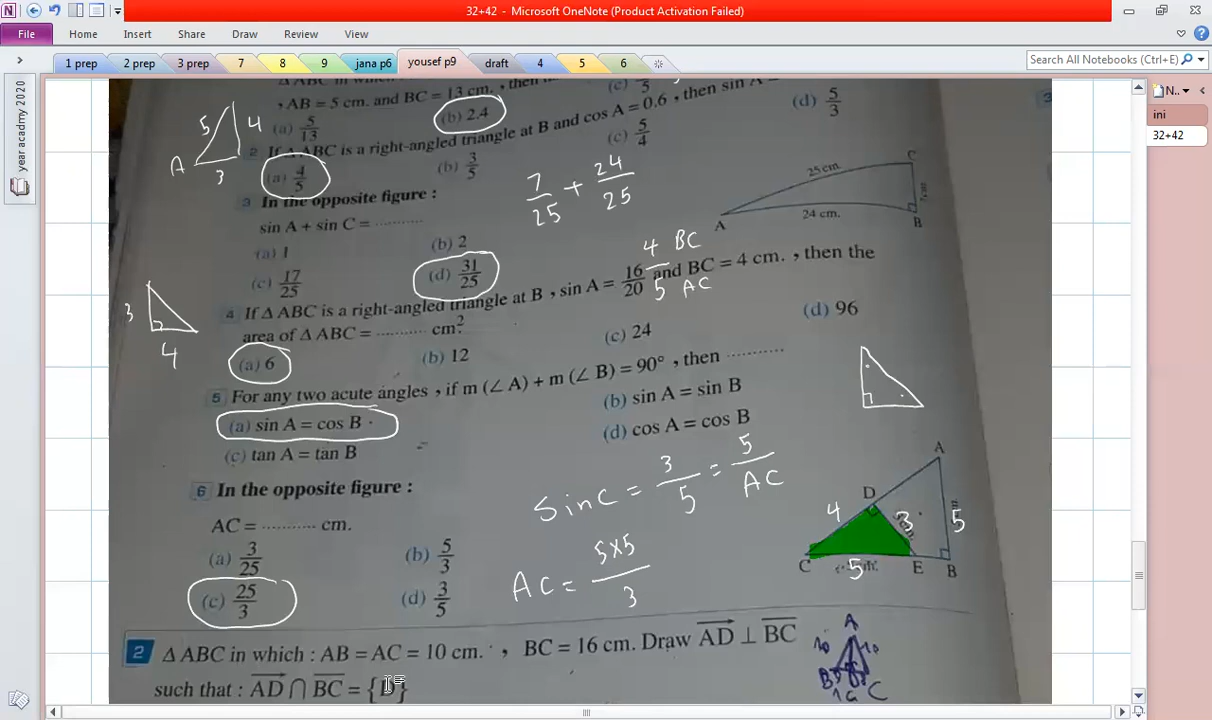 32+42 - Microsoft OneNote (Product Activation Failed)
File Home Insert Share Draw Review View
1 prep 2 prep 3 prep 7 8 9 jana p6 yousef p9 draft 4 5 6
Search All Notebooks (Ctrl+E)
N..
ini
32+42
year academy 2020
, AB = 5 cm. and BC = 13 cm. , then
(a) 5/13
(b) 2.4
(d) 5/3
2 If Δ ABC is a right-angled triangle at B and cos A = 0.6 , then sin A =
(a) 4/5
(b) 3/5
(c) 5/4
5 4 A 3
3 In the opposite figure :
sin A + sin C = ..........
(a) 1
(b) 2
(c) 17/25
(d) 31/25
7/25 + 24/25
25 cm.
24 cm.
A C B
4 BC
5 AC
4 If Δ ABC is a right-angled triangle at B , sin A = 16/20 and BC = 4 cm. , then the
area of Δ ABC = .......... cm²
(a) 6
(b) 12
(c) 24
(d) 96
3
4
5 For any two acute angles , if m (∠ A) + m (∠ B) = 90° , then ..........
(a) sin A = cos B
(b) sin A = sin B
(c) tan A = tan B
(d) cos A = cos B
6 In the opposite figure :
AC = .......... cm.
(a) 3/25
(b) 5/3
(c) 25/3
(d) 3/5
Sin C = 3/5 = 5/AC
AC = 5×5/3
A
D
4 3 5
C 5 E B
2 Δ ABC in which : AB = AC = 10 cm. , BC = 16 cm. Draw AD ⊥ BC
such that : AD ∩ BC = {D}
A
10 10
B C